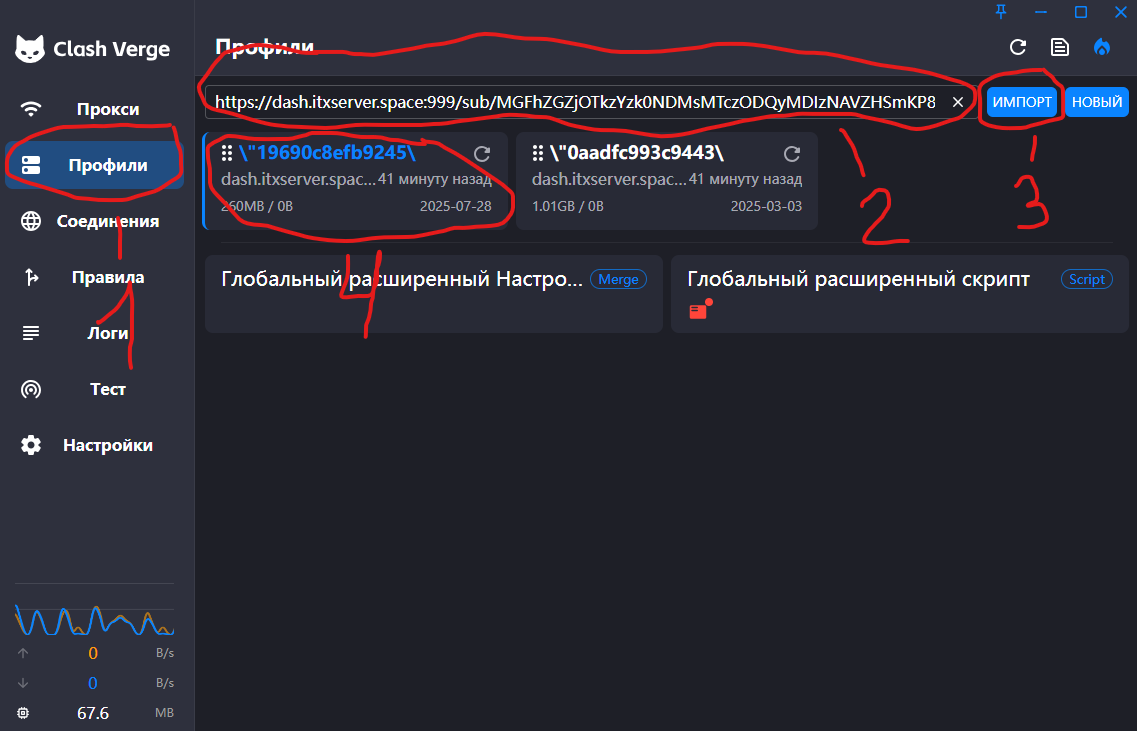 Clash Verge
Профили
Прокси
Профили
Соединения
Правила
Логи
Тест
Настройки
https://dash.itxserver.space:999/sub/MGFhZGZjOTkzYzk0NDMsMTczODQyMDIzNAVZHSmKP8
ИМПОРТ
НОВЫЙ
\"19690c8efb9245\
dash.itxserver.spac... 41 минуту назад
260MB / 0B 2025-07-28
\"0aadfc993c9443\
dash.itxserver.spac... 41 минуту назад
1.01GB / 0B 2025-03-03
Глобальный расширенный Настро... Merge
Глобальный расширенный скрипт Script
1
2
3
4
0 B/s
0 B/s
67.6 MB